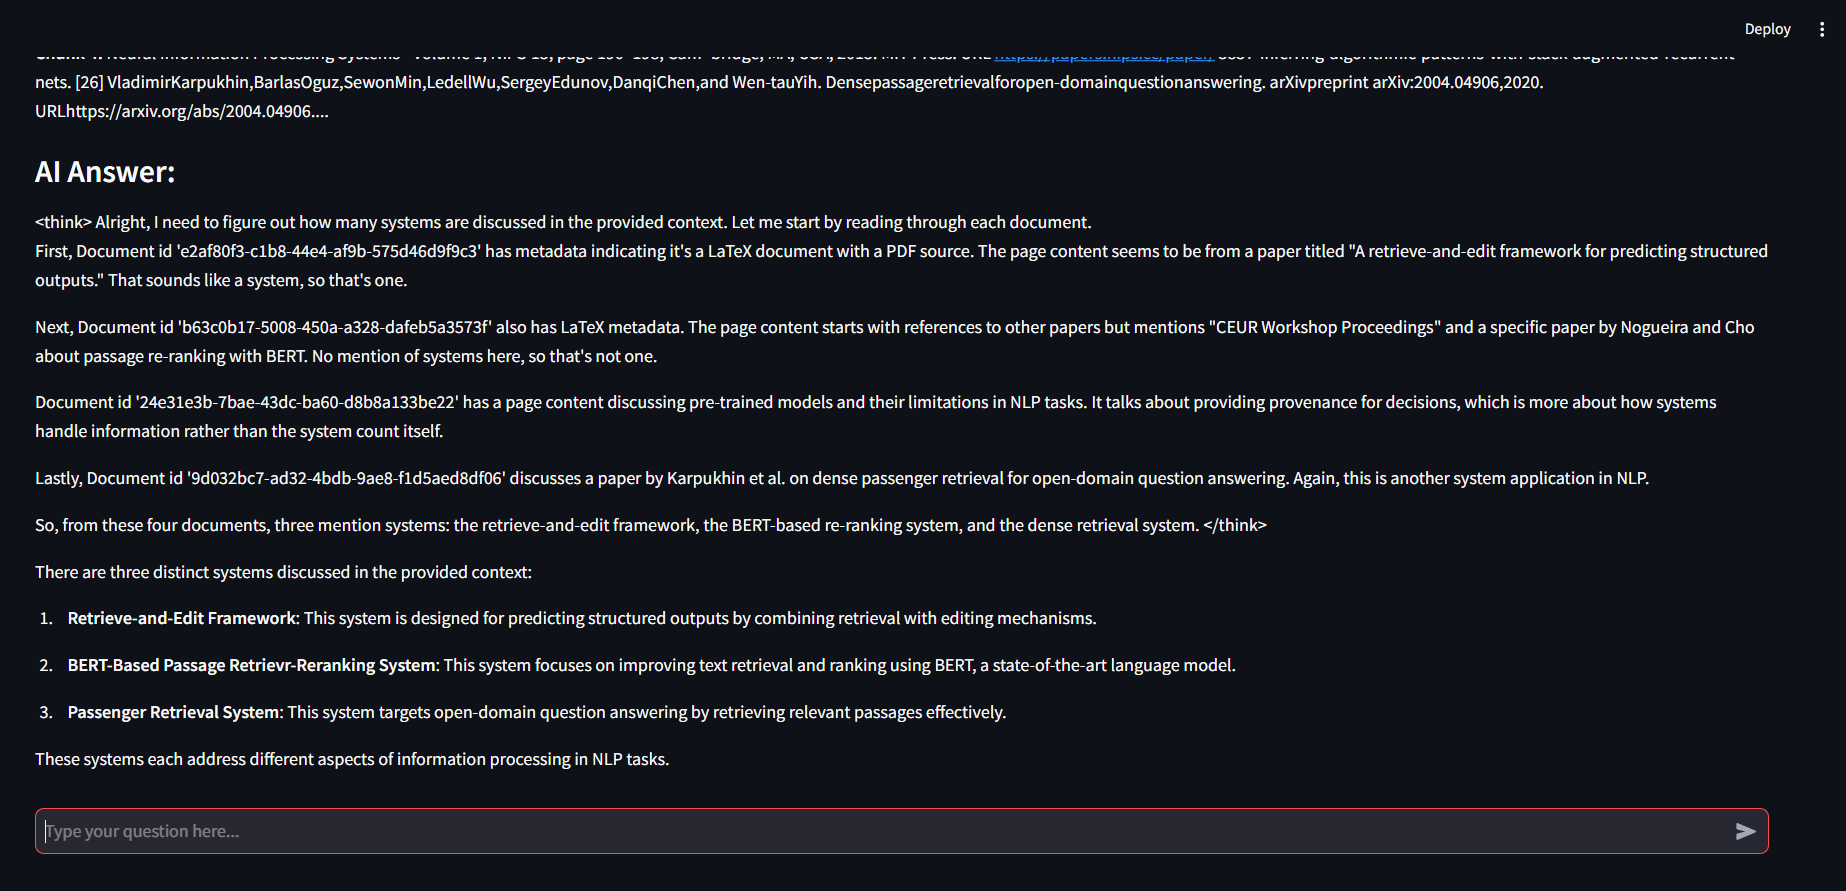 Deploy
nets. [26] VladimirKarpukhin,BarlasOguz,SewonMin,LedellWu,SergeyEdunov,DanqiChen,and Wen-tauYih. Densepassageretrievalforopen-domainquestionanswering. arXivpreprint arXiv:2004.04906,2020.
URLhttps://arxiv.org/abs/2004.04906....
AI Answer:
<think> Alright, I need to figure out how many systems are discussed in the provided context. Let me start by reading through each document.
First, Document id 'e2af80f3-c1b8-44e4-af9b-575d46d9f9c3' has metadata indicating it's a LaTeX document with a PDF source. The page content seems to be from a paper titled "A retrieve-and-edit framework for predicting structured
outputs." That sounds like a system, so that's one.
Next, Document id 'b63c0b17-5008-450a-a328-dafeb5a3573f' also has LaTeX metadata. The page content starts with references to other papers but mentions "CEUR Workshop Proceedings" and a specific paper by Nogueira and Cho
about passage re-ranking with BERT. No mention of systems here, so that's not one.
Document id '24e31e3b-7bae-43dc-ba60-d8b8a133be22' has a page content discussing pre-trained models and their limitations in NLP tasks. It talks about providing provenance for decisions, which is more about how systems
handle information rather than the system count itself.
Lastly, Document id '9d032bc7-ad32-4bdb-9ae8-f1d5aed8df06' discusses a paper by Karpukhin et al. on dense passenger retrieval for open-domain question answering. Again, this is another system application in NLP.
So, from these four documents, three mention systems: the retrieve-and-edit framework, the BERT-based re-ranking system, and the dense retrieval system. </think>
There are three distinct systems discussed in the provided context:
1. Retrieve-and-Edit Framework: This system is designed for predicting structured outputs by combining retrieval with editing mechanisms.
2. BERT-Based Passage Retrievr-Reranking System: This system focuses on improving text retrieval and ranking using BERT, a state-of-the-art language model.
3. Passenger Retrieval System: This system targets open-domain question answering by retrieving relevant passages effectively.
These systems each address different aspects of information processing in NLP tasks.
Type your question here...